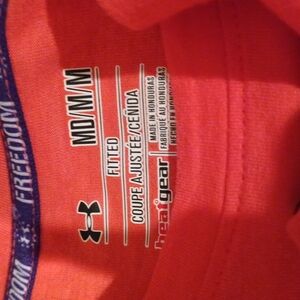 MD/M/M
FITTED
COUPE AJUSTÉE/CEÑIDA
MADE IN HONDURAS
FABRIQUÉ AU HONDURAS
HECHO EN HONDURAS
heatgear
FREEDOM